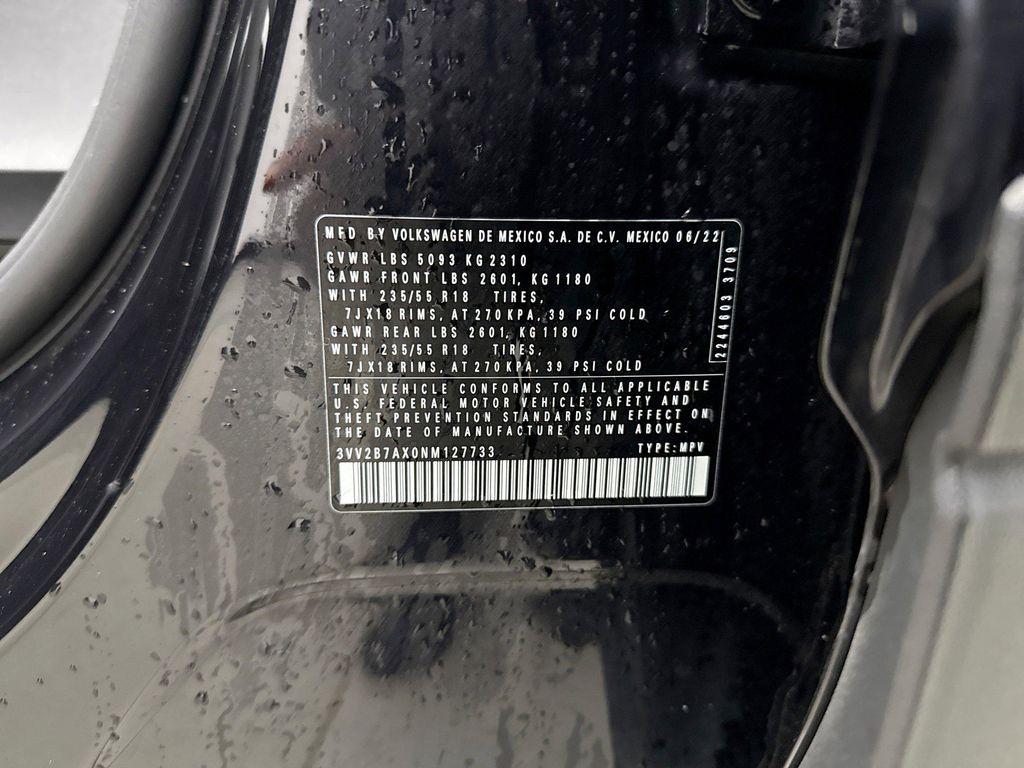 MFD BY VOLKSWAGEN DE MEXICO S.A. DE C.V. MEXICO 06/22
GVWR LBS 5093 KG 2310
GAWR FRONT LBS 2601, KG 1180
WITH 235/55 R18 TIRES,
7JX18 RIMS, AT 270 KPA, 39 PSI COLD
GAWR REAR LBS 2601, KG 1180
WITH 235/55 R18 TIRES,
7JX18 RIMS, AT 270 KPA, 39 PSI COLD
2244603 3709
THIS VEHICLE CONFORMS TO ALL APPLICABLE
U.S. FEDERAL MOTOR VEHICLE SAFETY AND
THEFT PREVENTION STANDARDS IN EFFECT ON
THE DATE OF MANUFACTURE SHOWN ABOVE.
3VV2B7AX0NM127733 TYPE: MPV